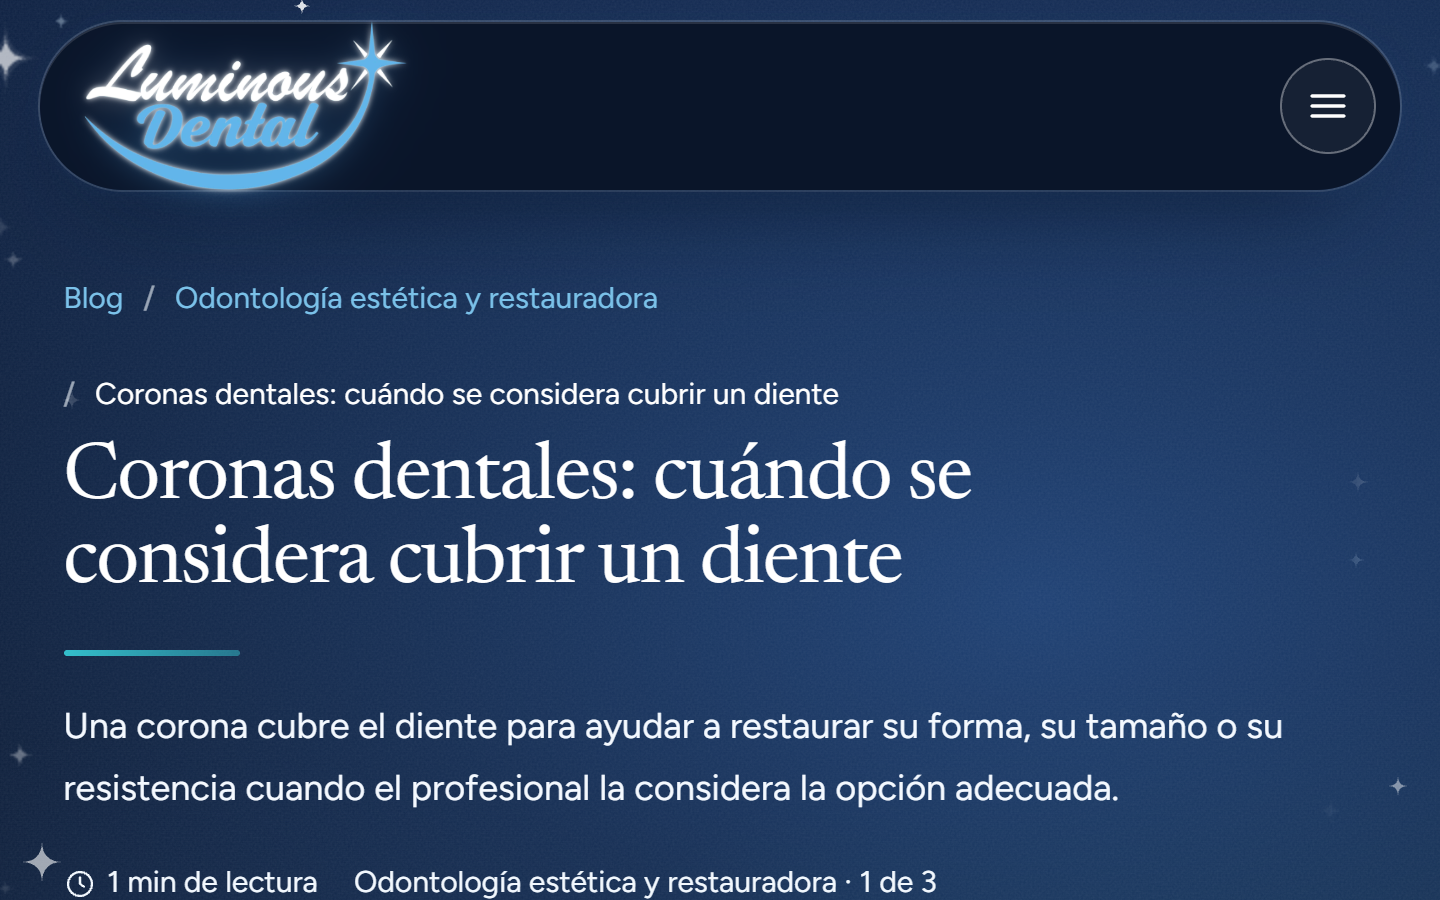 Luminous
Dental
Blog / Odontología estética y restauradora
/ Coronas dentales: cuándo se considera cubrir un diente
Coronas dentales: cuándo se
considera cubrir un diente
Una corona cubre el diente para ayudar a restaurar su forma, su tamaño o su
resistencia cuando el profesional la considera la opción adecuada.
1 min de lectura Odontología estética y restauradora · 1 de 3